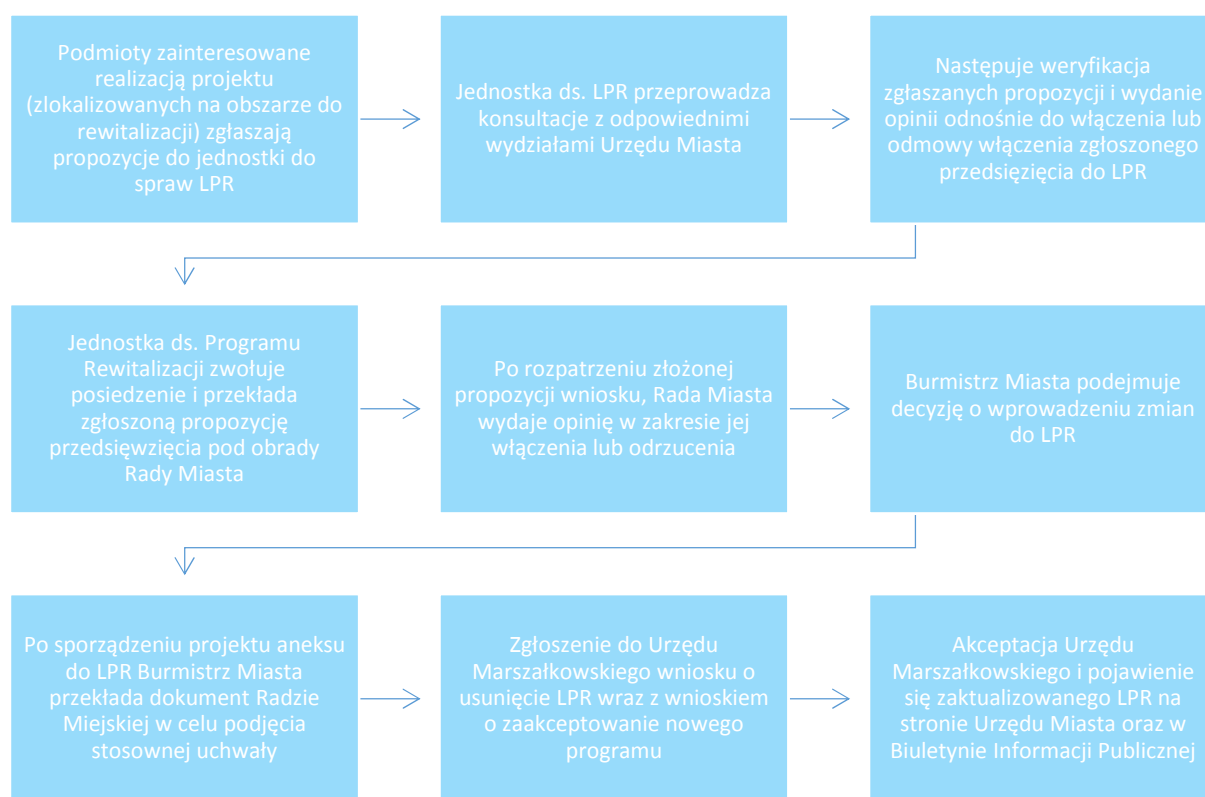 Podmioty zainteresowane
realizacją projektu
(zlokalizowanych na obszarze do
rewitalizacji) zgłaszają
propozycje do jednostki do
spraw LPR
Jednostka ds. LPR przeprowadza
konsultacje z odpowiednimi
wydziałami Urzędu Miasta
Następuje weryfikacja
zgłaszanych propozycji i wydanie
opinii odnośnie do włączenia lub
odmowy włączenia zgłoszonego
przedsięzięcia do LPR
Jednostka ds. Programu
Rewitalizacji zwołuje
posiedzenie i przekłada
zgłoszoną propozycję
przedsięwzięcia pod obrady
Rady Miasta
Po rozpatrzeniu złożonej
propozycji wniosku, Rada Miasta
wydaje opinię w zakresie jej
włączenia lub odrzucenia
Burmistrz Miasta podejmuje
decyzję o wprowadzeniu zmian
do LPR
Po sporządzeniu projektu aneksu
do LPR Burmistrz Miasta
przekłada dokument Radzie
Miejskiej w celu podjęcia
stosownej uchwały
Zgłoszenie do Urzędu
Marszałkowskiego wniosku o
usunięcie LPR wraz z wnioskiem
o zaakceptowanie nowego
programu
Akceptacja Urzędu
Marszałkowskiego i pojawienie
się zaktualizowanego LPR na
stronie Urzędu Miasta oraz w
Biuletynie Informacji Publicznej